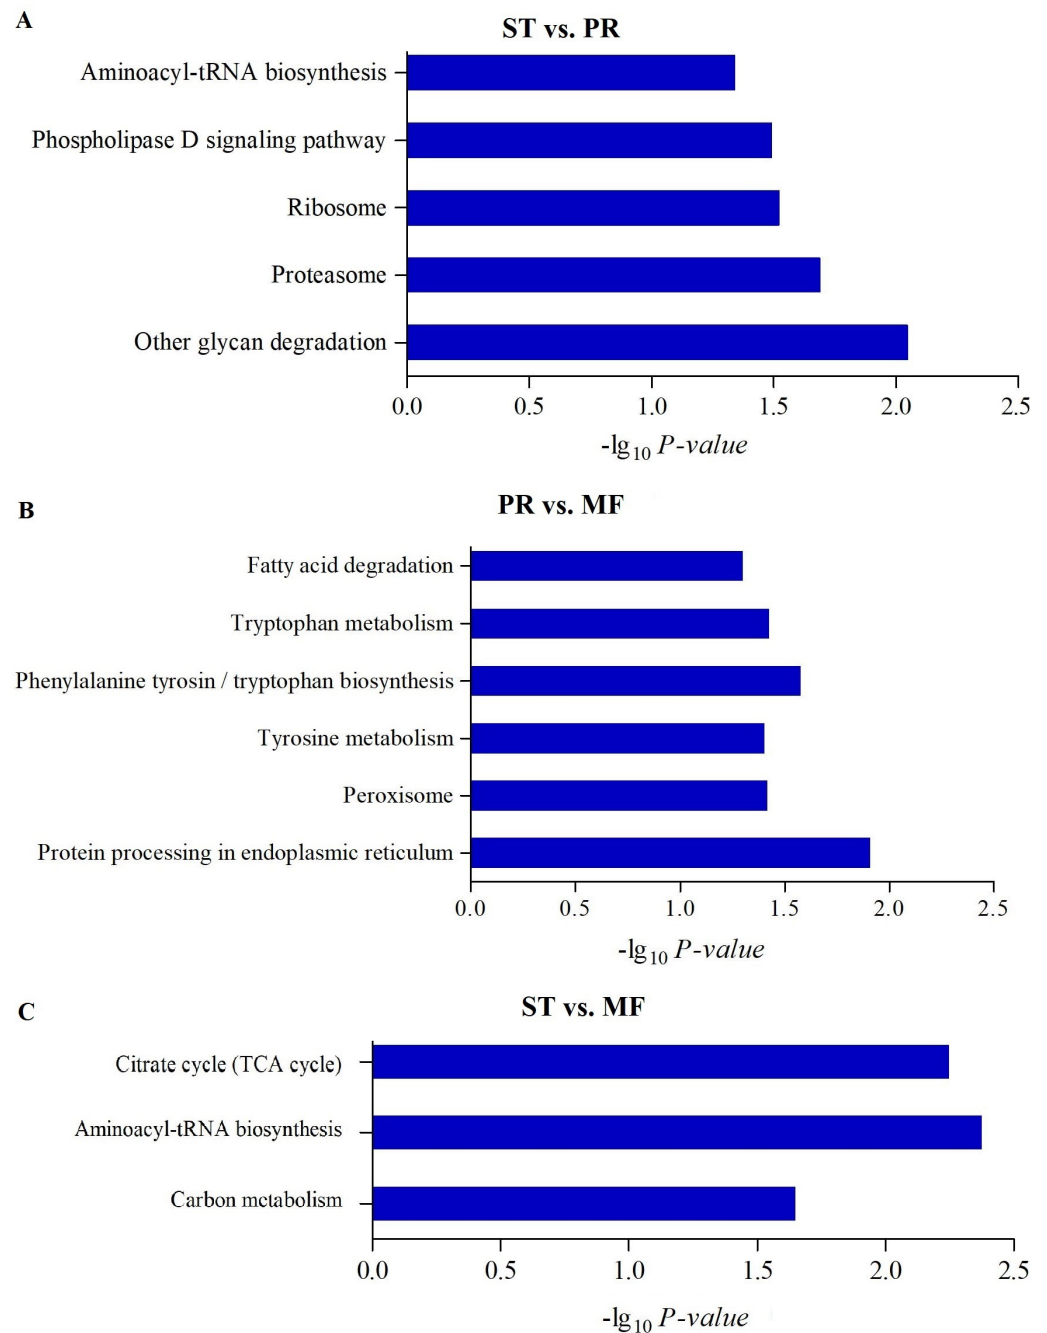 A
ST vs. PR
Aminoacyl-tRNA biosynthesis
Phospholipase D signaling pathway
Ribosome
Proteasome
Other glycan degradation
0.0 0.5 1.0 1.5 2.0 2.5
-lg10 P-value
B
PR vs. MF
Fatty acid degradation
Tryptophan metabolism
Phenylalanine tyrosin / tryptophan biosynthesis
Tyrosine metabolism
Peroxisome
Protein processing in endoplasmic reticulum
0.0 0.5 1.0 1.5 2.0 2.5
-lg10 P-value
C
ST vs. MF
Citrate cycle (TCA cycle)
Aminoacyl-tRNA biosynthesis
Carbon metabolism
0.0 0.5 1.0 1.5 2.0 2.5
-lg10 P-value